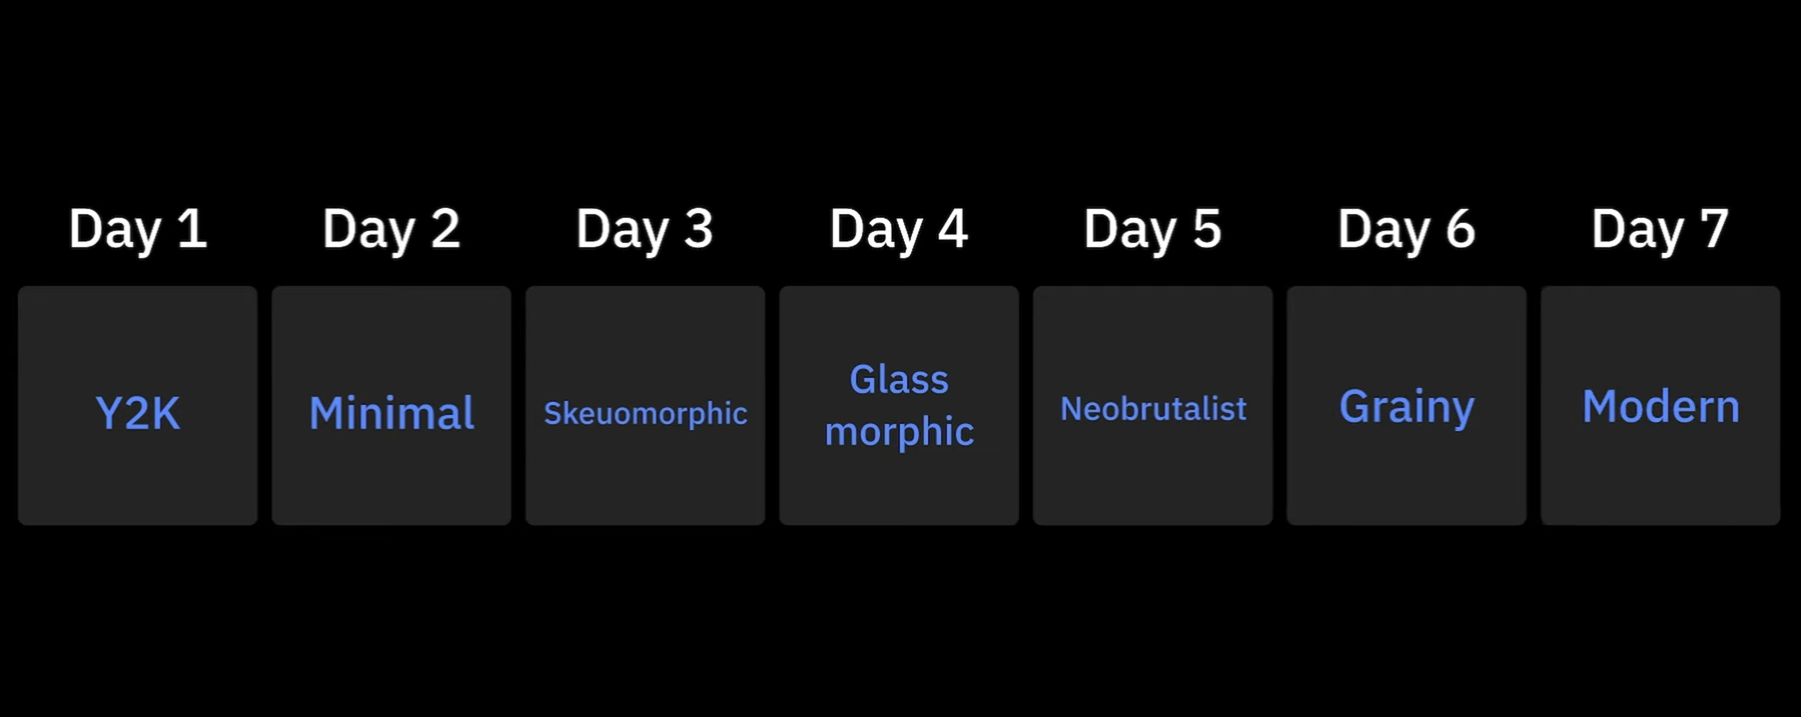 Day 1
Day 2
Day 3
Day 4
Day 5
Day 6
Day 7
Y2K
Minimal
Skeuomorphic
Glass
morphic
Neobrutalist
Grainy
Modern